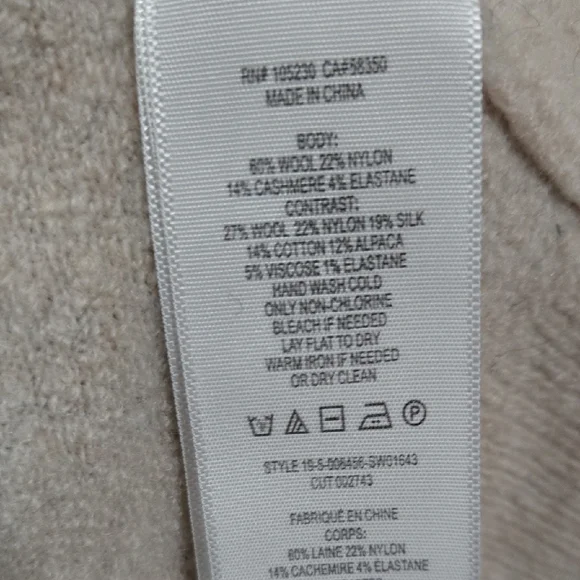 RN# 105230 CA#58350
MADE IN CHINA
BODY:
60% WOOL 22% NYLON
14% CASHMERE 4% ELASTANE
CONTRAST:
27% WOOL 22% NYLON 19% SILK
14% COTTON 12% ALPACA
5% VISCOSE 1% ELASTANE
HAND WASH COLD
ONLY NON-CHLORINE
BLEACH IF NEEDED
LAY FLAT TO DRY
WARM IRON IF NEEDED
OR DRY CLEAN
P
STYLE 19-S-906456-SW01643
CUT 002743
FABRIQUÉ EN CHINE
CORPS:
60% LAINE 22% NYLON
14% CACHEMIRE 4% ELASTANE